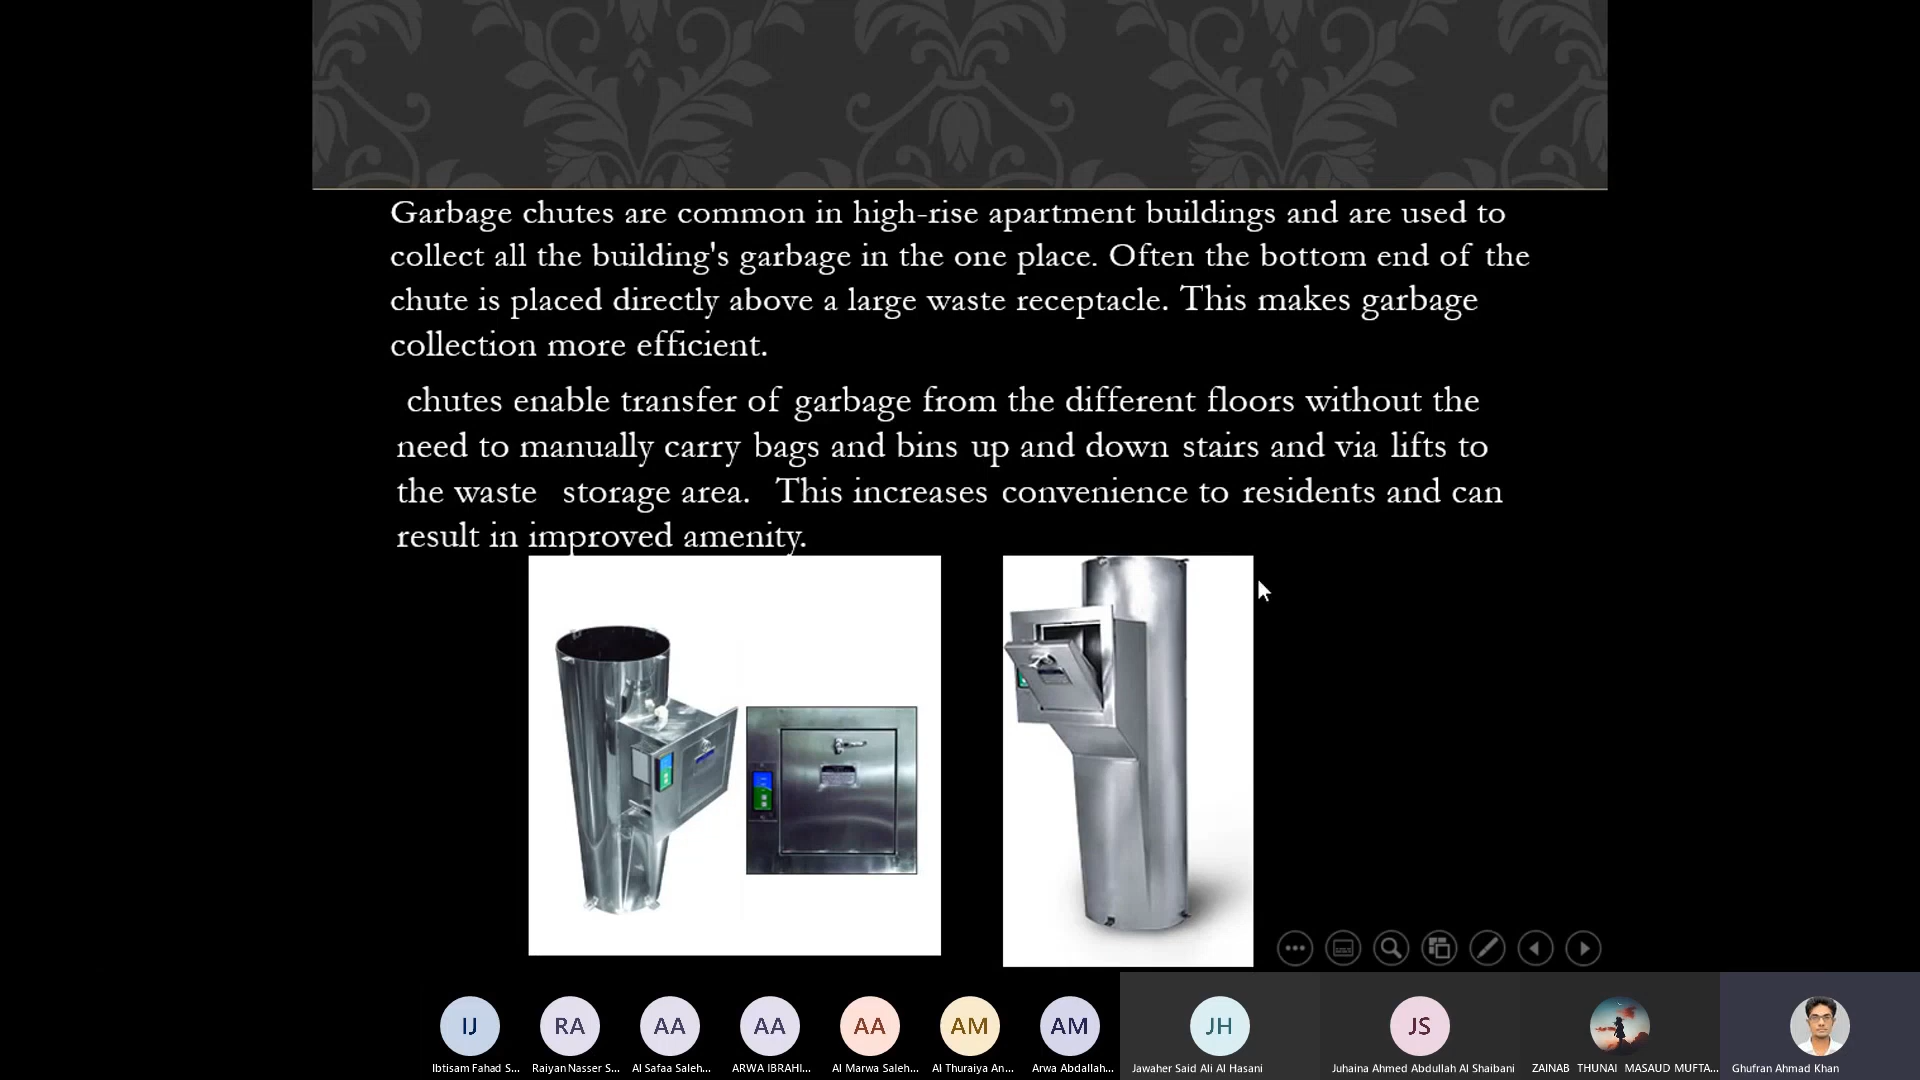 Garbage chutes are common in high-rise apartment buildings and are used to
collect all the building's garbage in the one place. Often the bottom end of the
chute is placed directly above a large waste receptacle. This makes garbage
collection more efficient.
chutes enable transfer of garbage from the different floors without the
need to manually carry bags and bins up and down stairs and via lifts to
the waste storage area. This increases convenience to residents and can
result in improved amenity.
IJ RA AA AA AA AM AM JH JS
Ibtisam Fahad S... Raiyan Nasser S... Al Safaa Saleh... ARWA IBRAHI... Al Marwa Saleh... Al Thuraiya An... Arwa Abdallah... Jawaher Said Ali Al Hasani Juhaina Ahmed Abdullah Al Shaibani ZAINAB THUNAI MASAUD MUFTA... Ghufran Ahmad Khan